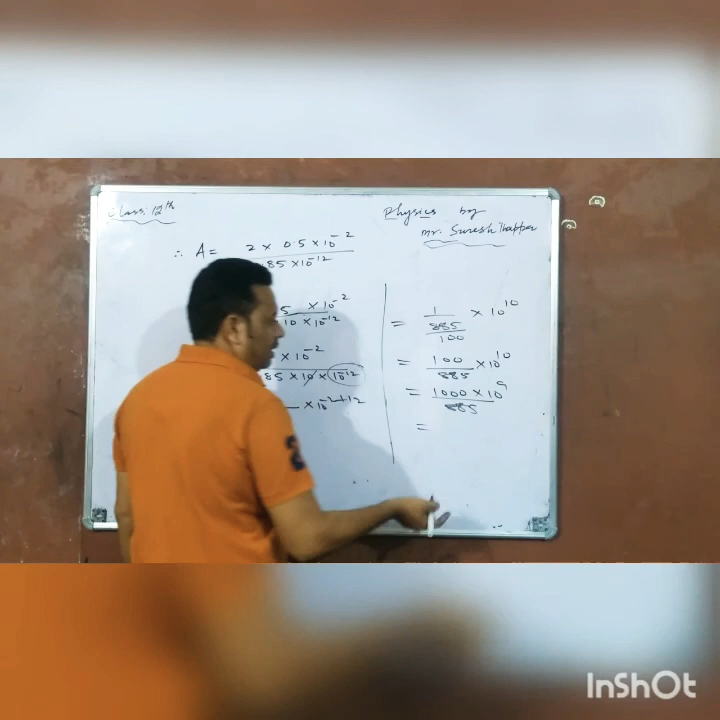 Class: 12th
Physics by
Mr. Suresh Thapper
∴ A = 2 × 0.5 × 10⁻² / 85 × 10⁻¹²
5 × 10⁻² / 10 × 10⁻¹²
× 10⁻² / 85 × 10 × 10⁻¹²
× 10⁻²⁺¹²
= 1 / 885 / 100 × 10¹⁰
= 100 / 885 × 10¹⁰
= 1000 × 10⁹ / 885
=
InShOt